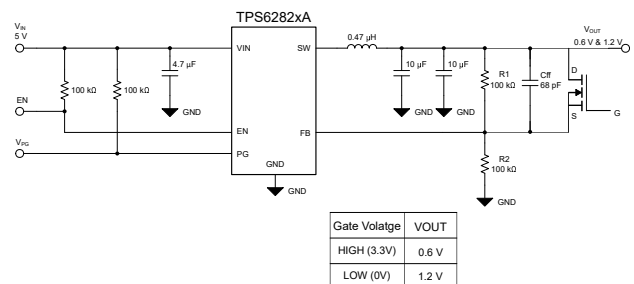 TPS6282xA
VIN
5 V
VOUT
0.6 V & 1.2 V
0.47 µH
VIN
SW
4.7 µF
10 µF
10 µF
100 kΩ
100 kΩ
R1
100 kΩ
Cff
68 pF
D
S
G
GND
GND
EN
EN
FB
VPG
PG
GND
GND
R2
100 kΩ
GND
Gate Volatge VOUT
HIGH (3.3V) 0.6 V
LOW (0V) 1.2 V